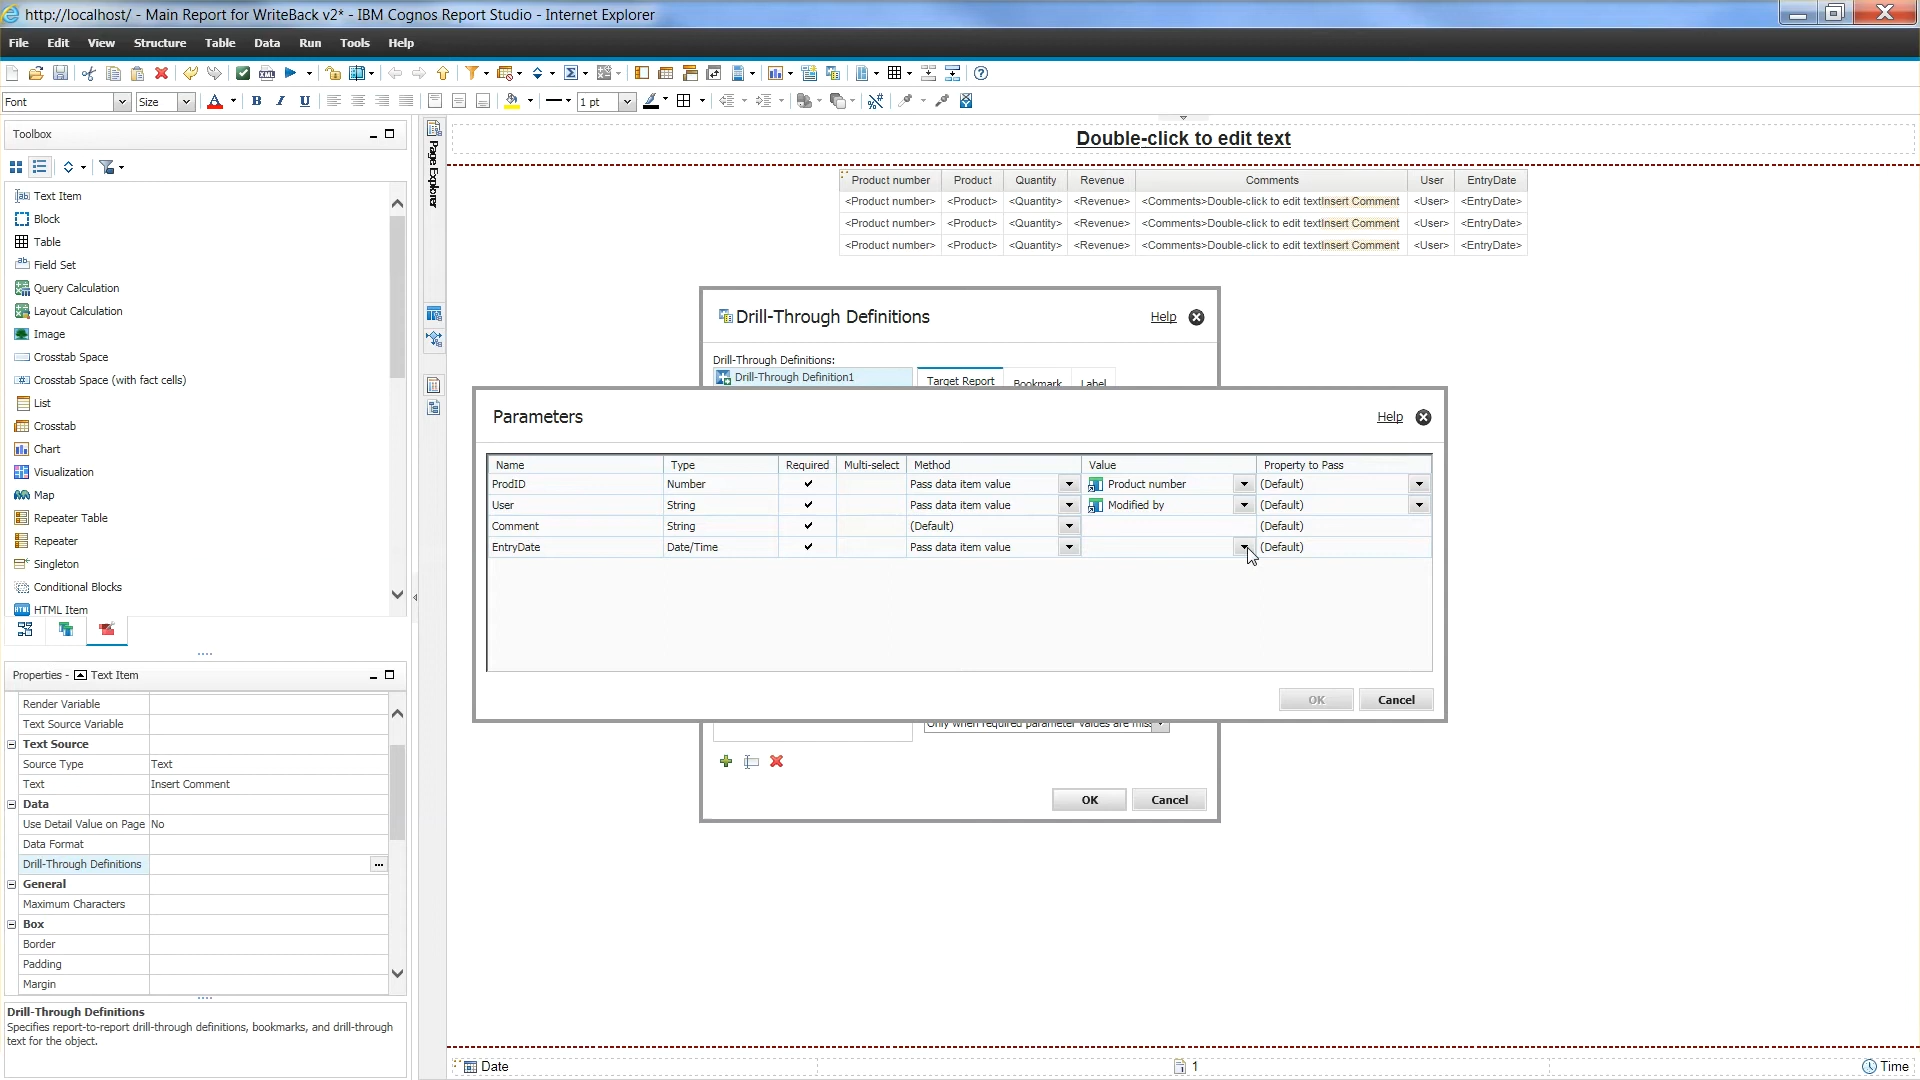 http://localhost/ - Main Report for WriteBack v2* - IBM Cognos Report Studio - Internet Explorer
File Edit View Structure Table Data Run Tools Help
Font Size 1 pt
Toolbox
Text Item
Block
Table
Field Set
Query Calculation
Layout Calculation
Image
Crosstab Space
Crosstab Space (with fact cells)
List
Crosstab
Chart
Visualization
Map
Repeater Table
Repeater
Singleton
Conditional Blocks
HTML Item
Properties - Text Item
Render Variable
Text Source Variable
Text Source
Source Type Text
Text Insert Comment
Data
Use Detail Value on Page No
Data Format
Drill-Through Definitions ...
General
Maximum Characters
Box
Border
Padding
Margin
Drill-Through Definitions
Specifies report-to-report drill-through definitions, bookmarks, and drill-through
text for the object.
Page Explorer
Double-click to edit text
Product number Product Quantity Revenue Comments User EntryDate
<Product number> <Product> <Quantity> <Revenue> <Comments>Double-click to edit textInsert Comment <User> <EntryDate>
<Product number> <Product> <Quantity> <Revenue> <Comments>Double-click to edit textInsert Comment <User> <EntryDate>
<Product number> <Product> <Quantity> <Revenue> <Comments>Double-click to edit textInsert Comment <User> <EntryDate>
Drill-Through Definitions Help
Drill-Through Definitions:
Drill-Through Definition1 Target Report Bookmark Label
Parameters Help
Name Type Required Multi-select Method Value Property to Pass
ProdID Number Pass data item value Product number (Default)
User String Pass data item value Modified by (Default)
Comment String (Default) (Default)
EntryDate Date/Time Pass data item value (Default)
OK Cancel
Only when required parameter values are miss
OK Cancel
Date 1 Time